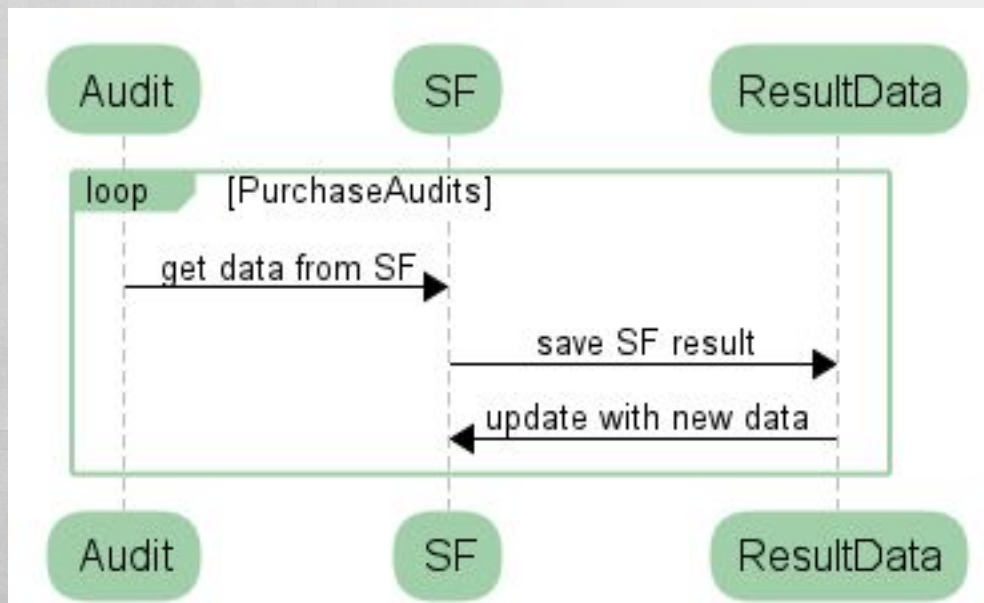 Audit
SF
ResultData
loop [PurchaseAudits]
get data from SF
save SF result
update with new data
Audit
SF
ResultData